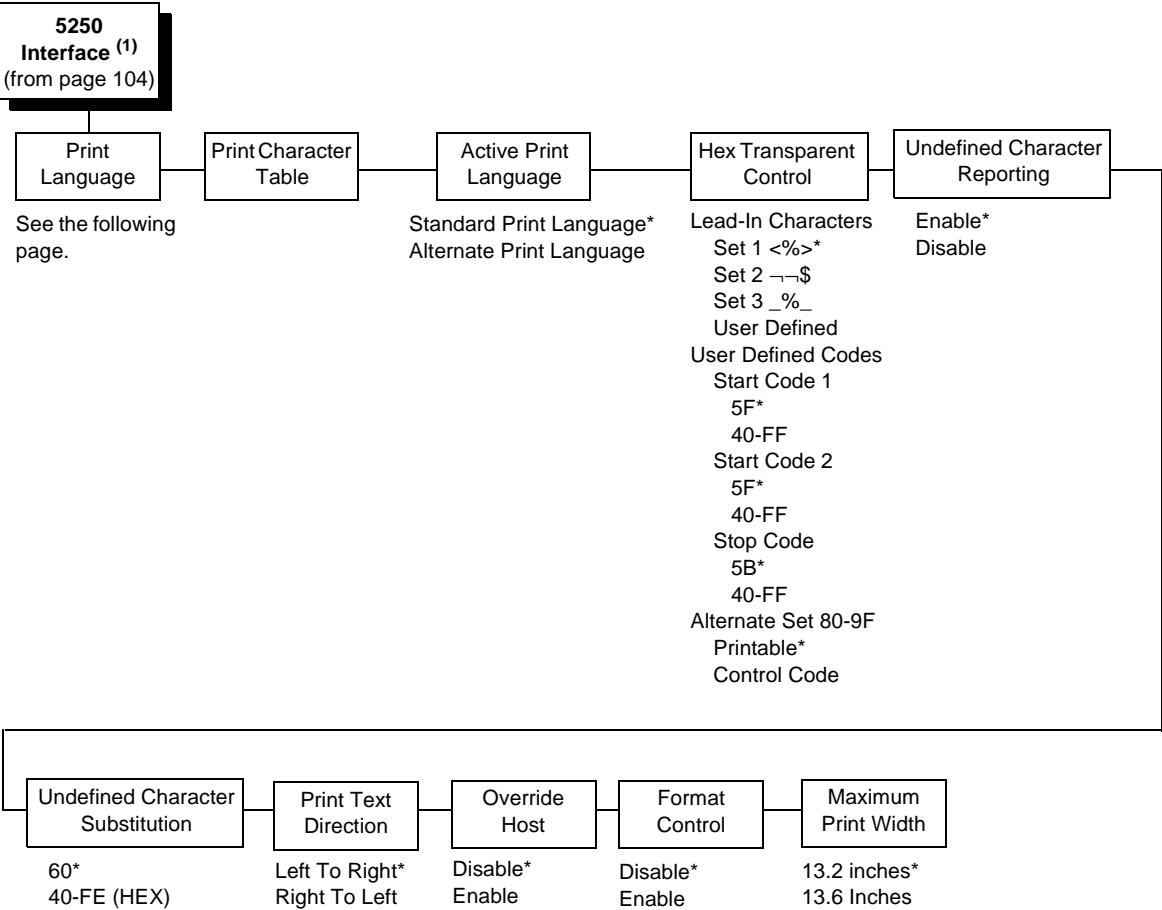 5250
Interface (1)
(from page 104)
Print
Language
Print Character
Table
Active Print
Language
Hex Transparent
Control
Undefined Character
Reporting
See the following
page.
Standard Print Language*
Alternate Print Language
Lead-In Characters
Set 1 <%>*
Set 2 ¬¬$
Set 3 _%_
User Defined
User Defined Codes
Start Code 1
5F*
40-FF
Start Code 2
5F*
40-FF
Stop Code
5B*
40-FF
Alternate Set 80-9F
Printable*
Control Code
Enable*
Disable
Undefined Character
Substitution
Print Text
Direction
Override
Host
Format
Control
Maximum
Print Width
60*
40-FE (HEX)
Left To Right*
Right To Left
Disable*
Enable
Disable*
Enable
13.2 inches*
13.6 Inches